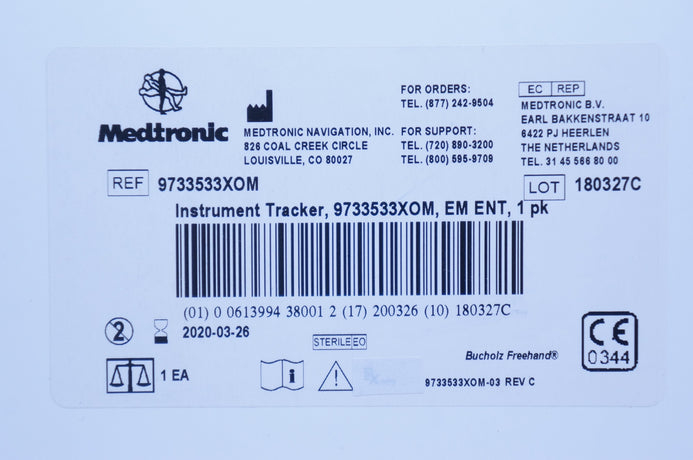 Medtronic
MEDTRONIC NAVIGATION, INC.
826 COAL CREEK CIRCLE
LOUISVILLE, CO 80027
FOR ORDERS:
TEL. (877) 242-9504
FOR SUPPORT:
TEL. (720) 890-3200
TEL. (800) 595-9709
EC REP
MEDTRONIC B.V.
EARL BAKKENSTRAAT 10
6422 PJ HEERLEN
THE NETHERLANDS
TEL. 31 45 566 80 00
REF 9733533XOM
LOT 180327C
Instrument Tracker, 9733533XOM, EM ENT, 1 pk
(01) 0 0613994 38001 2 (17) 200326 (10) 180327C
2
2020-03-26
STERILE EO
Bucholz Freehand®
CE
0344
1 EA
i
!
9733533XOM-03 REV C